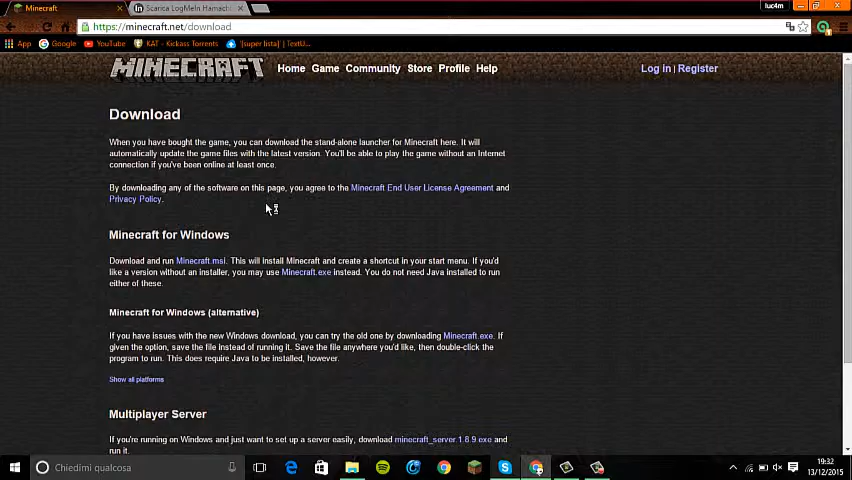 Minecraft
Scarica LogMeIn Hamachi
luc4m
https://minecraft.net/download
App Google YouTube KAT - Kickass Torrents '[super lista] | TextU...
MINECRAFT Home Game Community Store Profile Help Log in | Register
Download
When you have bought the game, you can download the stand-alone launcher for Minecraft here. It will
automatically update the game files with the latest version. You'll be able to play the game without an Internet
connection if you've been online at least once.
By downloading any of the software on this page, you agree to the Minecraft End User License Agreement and
Privacy Policy.
Minecraft for Windows
Download and run Minecraft.msi. This will install Minecraft and create a shortcut in your start menu. If you'd
like a version without an installer, you may use Minecraft.exe instead. You do not need Java installed to run
either of these.
Minecraft for Windows (alternative)
If you have issues with the new Windows download, you can try the old one by downloading Minecraft.exe. If
given the option, save the file instead of running it. Save the file anywhere you'd like, then double-click the
program to run. This does require Java to be installed, however.
Show all platforms
Multiplayer Server
If you're running on Windows and just want to set up a server easily, download minecraft_server.1.8.9.exe and
run it.
Chiedimi qualcosa
19:32
13/12/2015